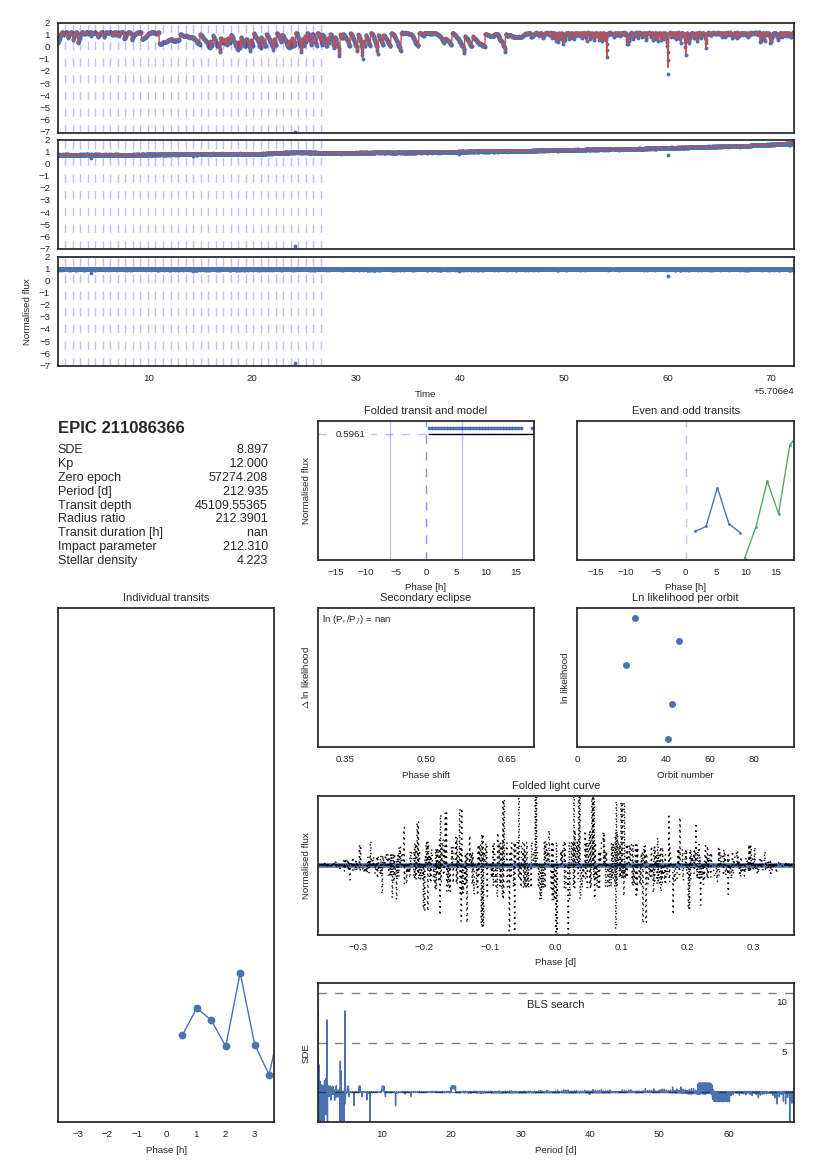 2
1
0
−1
−2
−3
−4
−5
−6
−7
2
1
0
−1
−2
−3
−4
−5
−6
−7
2
1
0
−1
−2
−3
−4
−5
−6
−7
Normalised flux
10 20 30 40 50 60 70
Time +5.706e4
EPIC 211086366
SDE 8.897
Kp 12.000
Zero epoch 57274.208
Period [d] 212.935
Transit depth 45109.55365
Radius ratio 212.3901
Transit duration [h] nan
Impact parameter 212.310
Stellar density 4.223
Folded transit and model
0.5961
Normalised flux
−15 −10 −5 0 5 10 15
Phase [h]
Even and odd transits
−15 −10 −5 0 5 10 15
Phase [h]
Individual transits
−3 −2 −1 0 1 2 3
Phase [h]
Secondary eclipse
ln (Pₑ/P𝑓) = nan
Δ ln likelihood
0.35 0.50 0.65
Phase shift
Ln likelihood per orbit
ln likelihood
0 20 40 60 80
Orbit number
Folded light curve
Normalised flux
−0.3 −0.2 −0.1 0.0 0.1 0.2 0.3
Phase [d]
BLS search
10
5
SDE
10 20 30 40 50 60
Period [d]